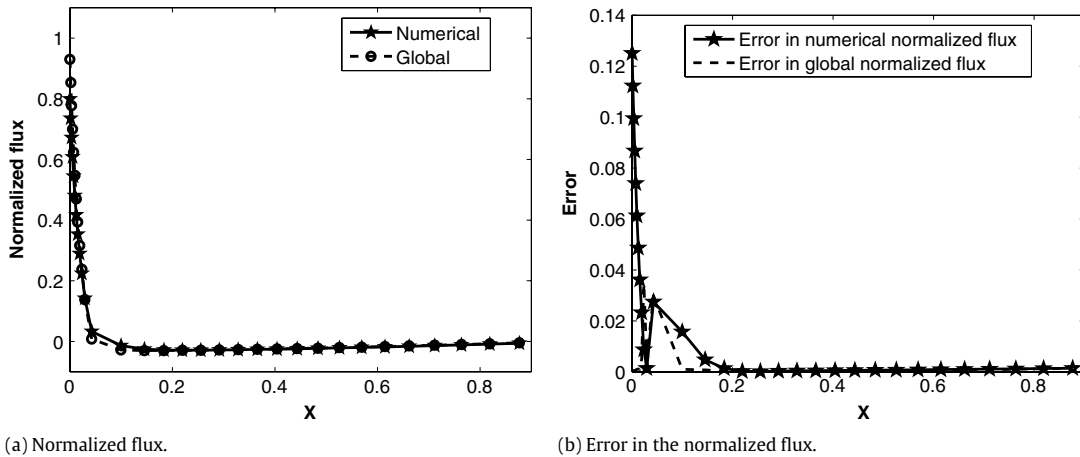 1
0.8
0.6
0.4
0.2
0
0
0.2
0.4
0.6
0.8
X
Normalized flux
Numerical
Global
(a) Normalized flux.
0.14
0.12
0.1
0.08
0.06
0.04
0.02
0
0
0.2
0.4
0.6
0.8
X
Error
Error in numerical normalized flux
Error in global normalized flux
(b) Error in the normalized flux.